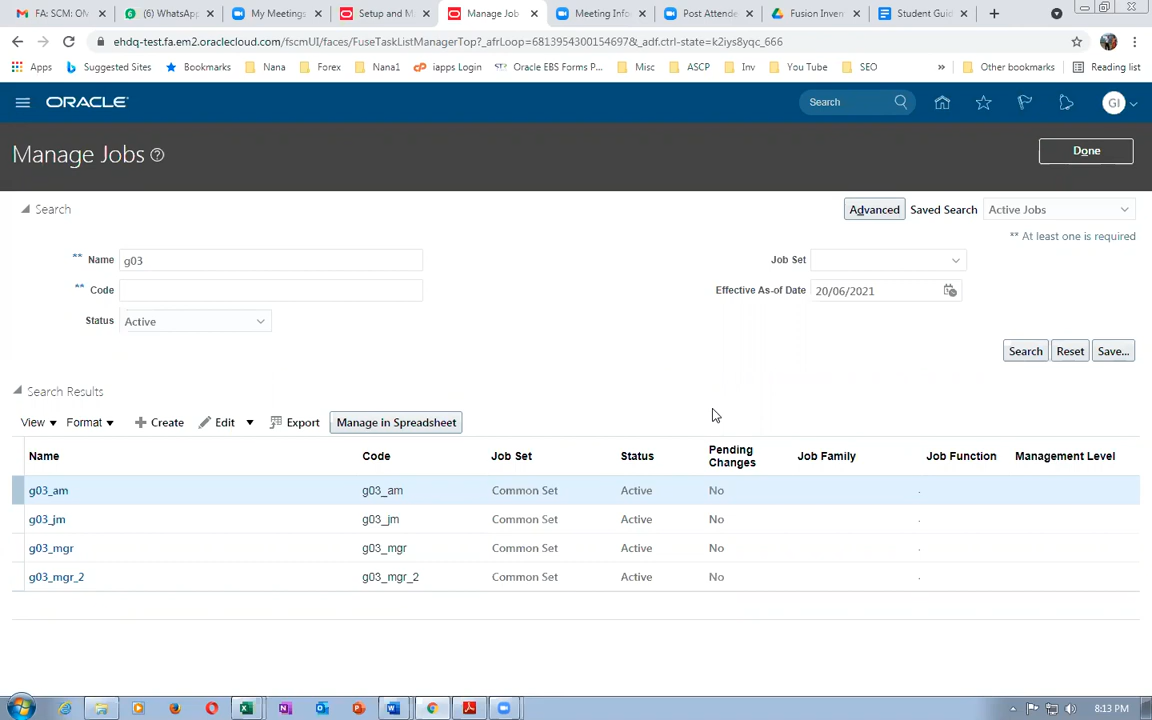 FA: SCM: OM
(6) WhatsApp
My Meetings
Setup and M
Manage Job
Meeting Info
Post Attende
Fusion Inven
Student Guid
ehdq-test.fa.em2.oraclecloud.com/fscmUI/faces/FuseTaskListManagerTop?_afrLoop=6813954300154697&_adf.ctrl-state=k2iys8yqc_666
Apps
Suggested Sites
Bookmarks
Nana
Forex
Nana1
iapps Login
Oracle EBS Forms P...
Misc
ASCP
Inv
You Tube
SEO
»
Other bookmarks
Reading list
ORACLE
Search
GI
Manage Jobs
Done
Search
Advanced
Saved Search
Active Jobs
** At least one is required
** Name
g03
Job Set
** Code
Effective As-of Date
20/06/2021
Status
Active
Search
Reset
Save...
Search Results
View
Format
Create
Edit
Export
Manage in Spreadsheet
Name
Code
Job Set
Status
Pending Changes
Job Family
Job Function
Management Level
g03_am g03_am Common Set Active No .
g03_jm g03_jm Common Set Active No .
g03_mgr g03_mgr Common Set Active No .
g03_mgr_2 g03_mgr_2 Common Set Active No .
8:13 PM